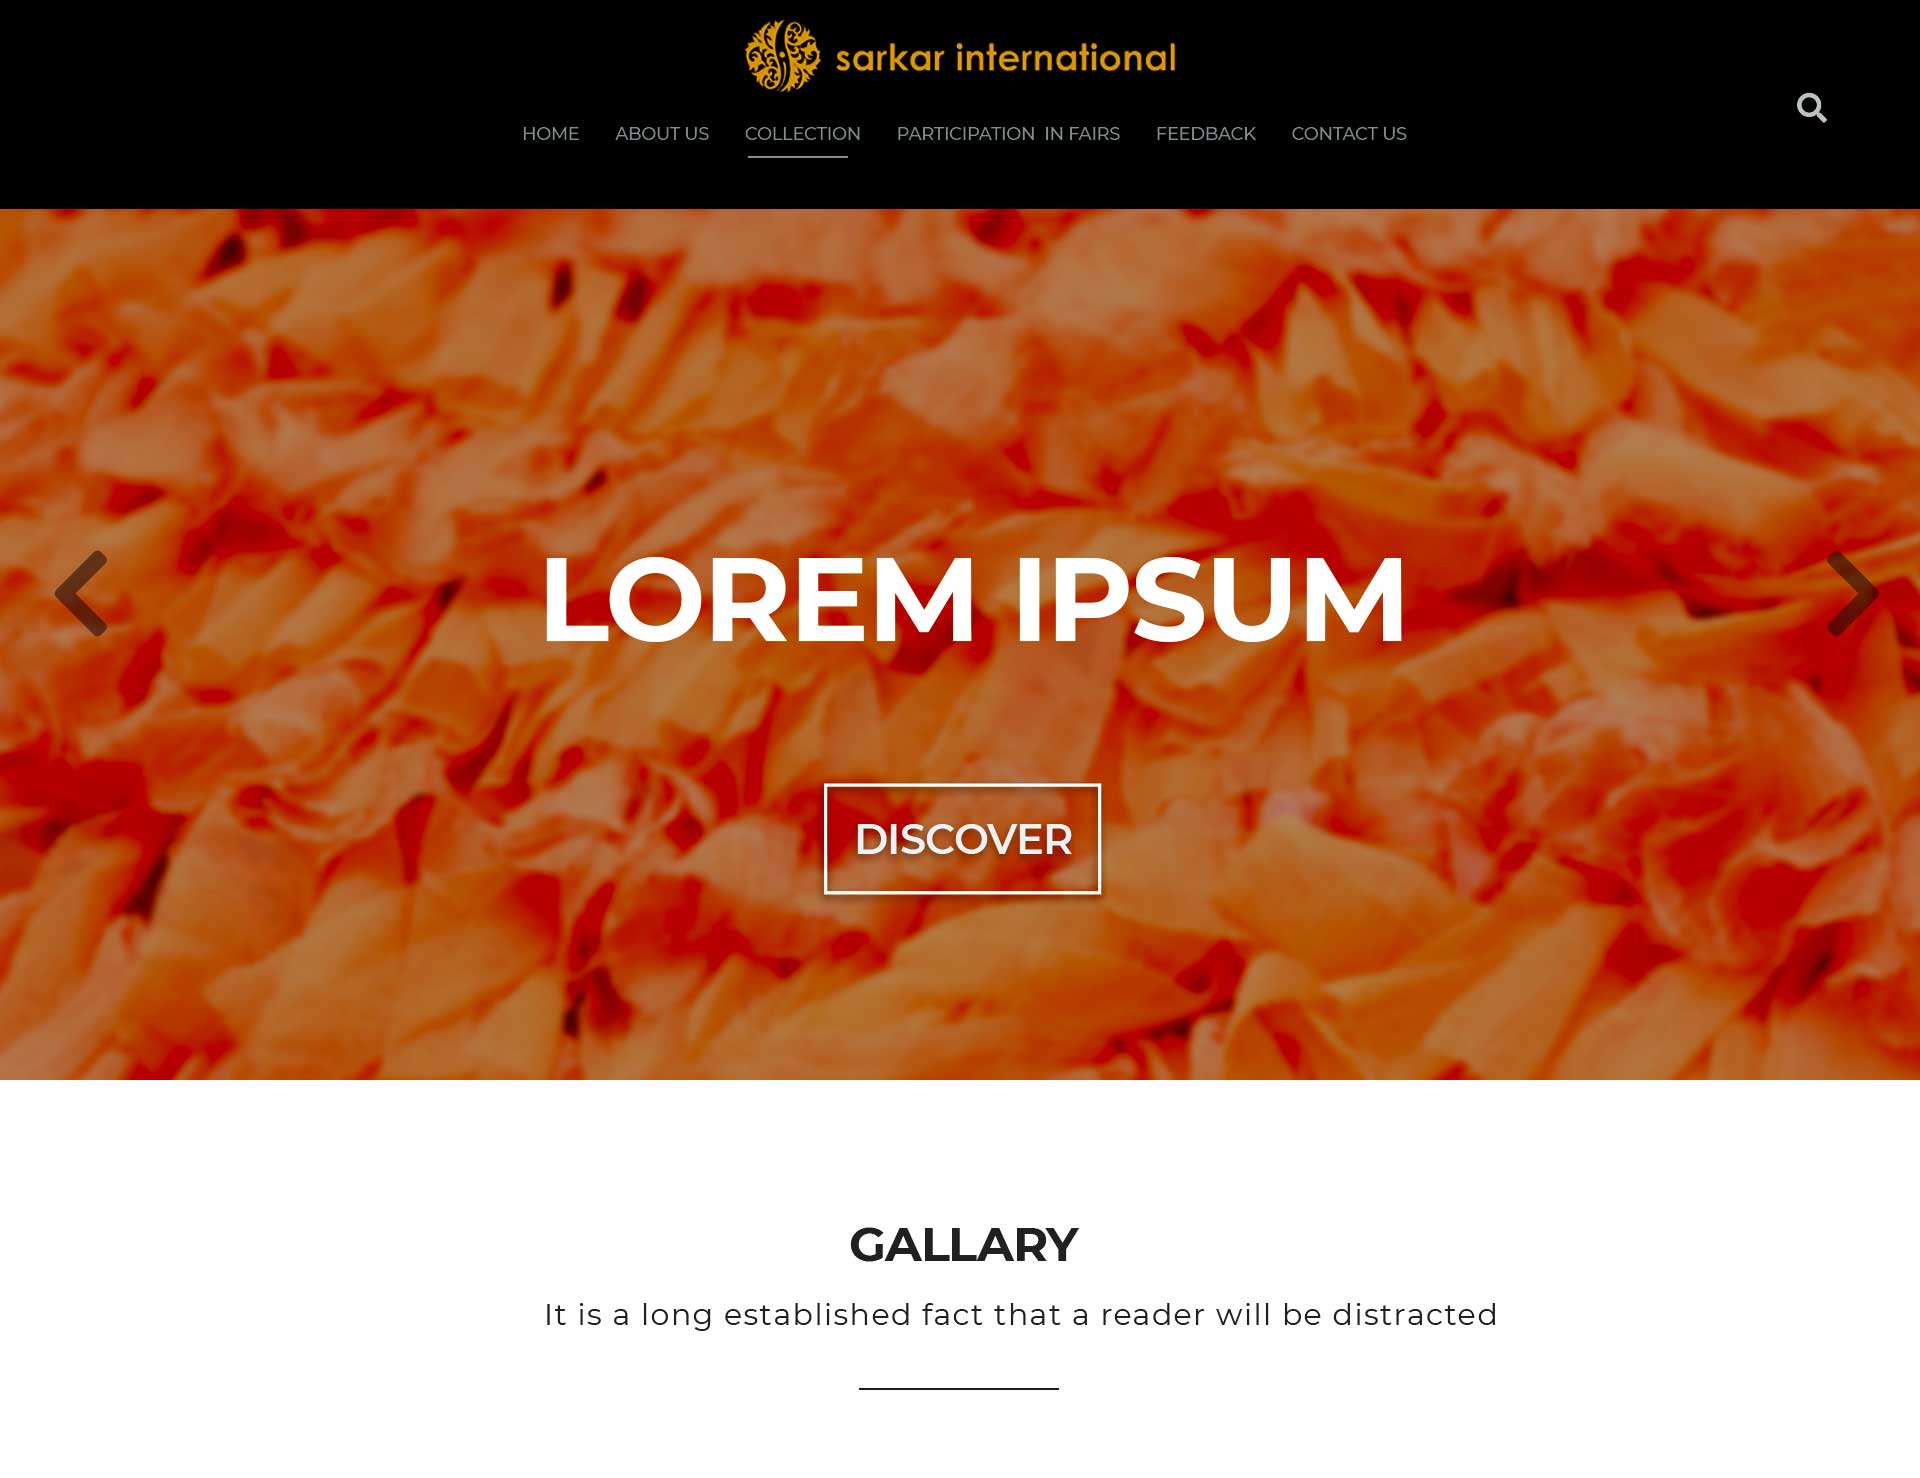 sarkar international
HOME ABOUT US COLLECTION PARTICIPATION IN FAIRS FEEDBACK CONTACT US
LOREM IPSUM
DISCOVER
GALLARY
It is a long established fact that a reader will be distracted